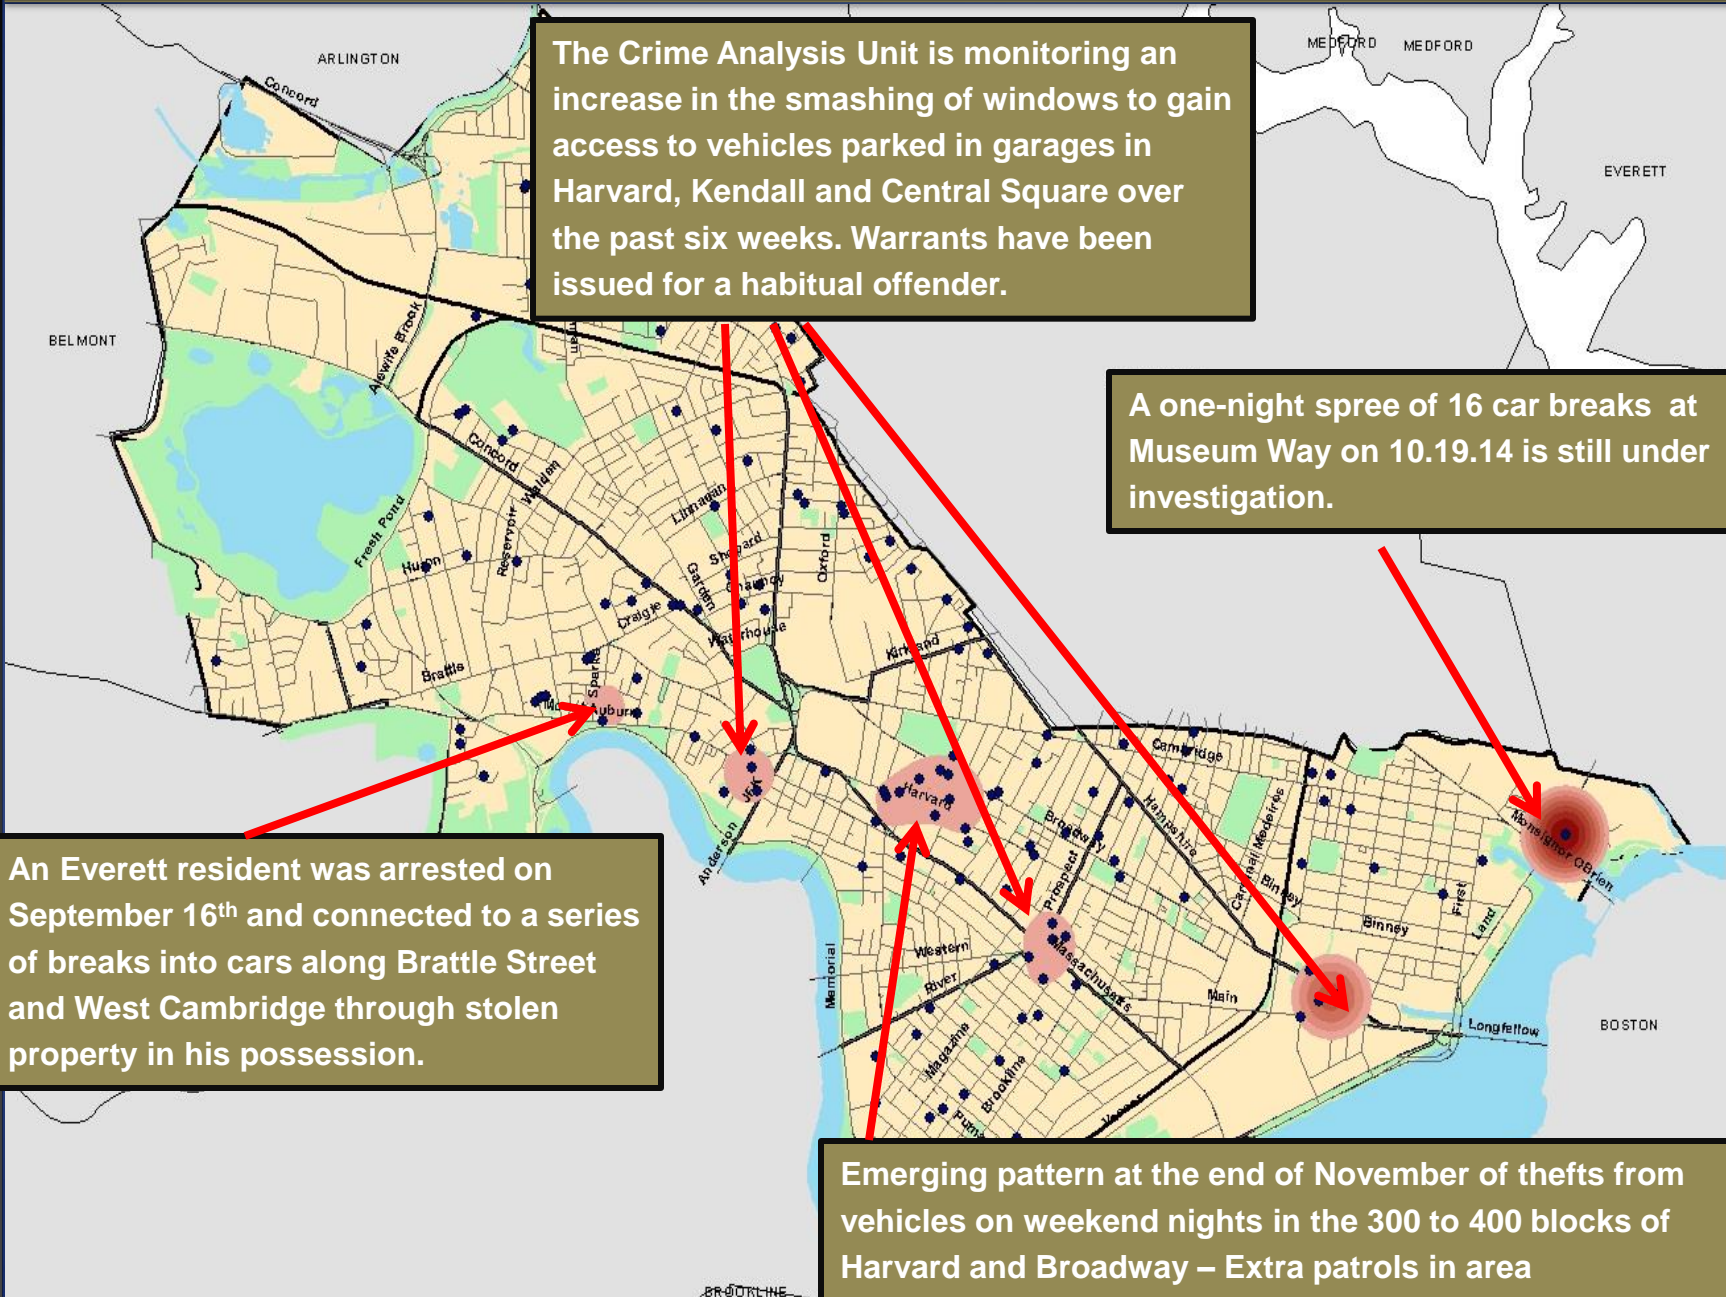 ARLINGTON
MEDFORD
MEDFORD
EVERETT
BELMONT
BOSTON
BROOKLINE
The Crime Analysis Unit is monitoring an
increase in the smashing of windows to gain
access to vehicles parked in garages in
Harvard, Kendall and Central Square over
the past six weeks. Warrants have been
issued for a habitual offender.
A one-night spree of 16 car breaks at
Museum Way on 10.19.14 is still under
investigation.
Concord
Alewife Brook
Concord
Walden
Reservoir
Fresh Pond
Huron
Linnaean
Shepard
Chauncy
Garden
Oxford
Craigie
Waterhouse
Kirkland
Brattle
Sparks
Mount Auburn
JFK
Anderson
Harvard
Cambridge
Hampshire
Broadway
Prospect
Cardinal Medeiros
Binney
Binney
First
Land
Monsignor OBrien
Western
River
Massachusetts
Main
Longfellow
Memorial
Magazine
Brookline
Vassar
An Everett resident was arrested on
September 16th and connected to a series
of breaks into cars along Brattle Street
and West Cambridge through stolen
property in his possession.
Emerging pattern at the end of November of thefts from
vehicles on weekend nights in the 300 to 400 blocks of
Harvard and Broadway – Extra patrols in area